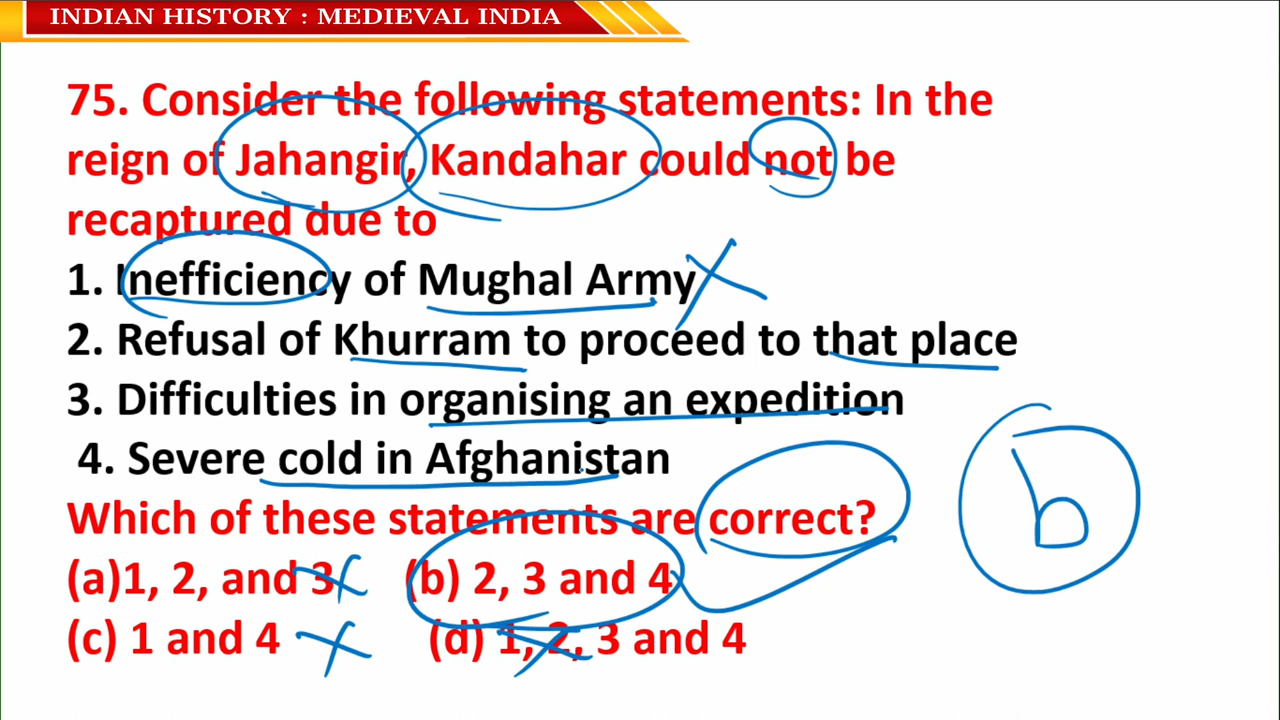 INDIAN HISTORY : MEDIEVAL INDIA
75. Consider the following statements: In the
reign of Jahangir, Kandahar could not be
recaptured due to
1. Inefficiency of Mughal Army
2. Refusal of Khurram to proceed to that place
3. Difficulties in organising an expedition
4. Severe cold in Afghanistan
Which of these statements are correct?
(a)1, 2, and 3 (b) 2, 3 and 4
(c) 1 and 4 (d) 1, 2, 3 and 4
b